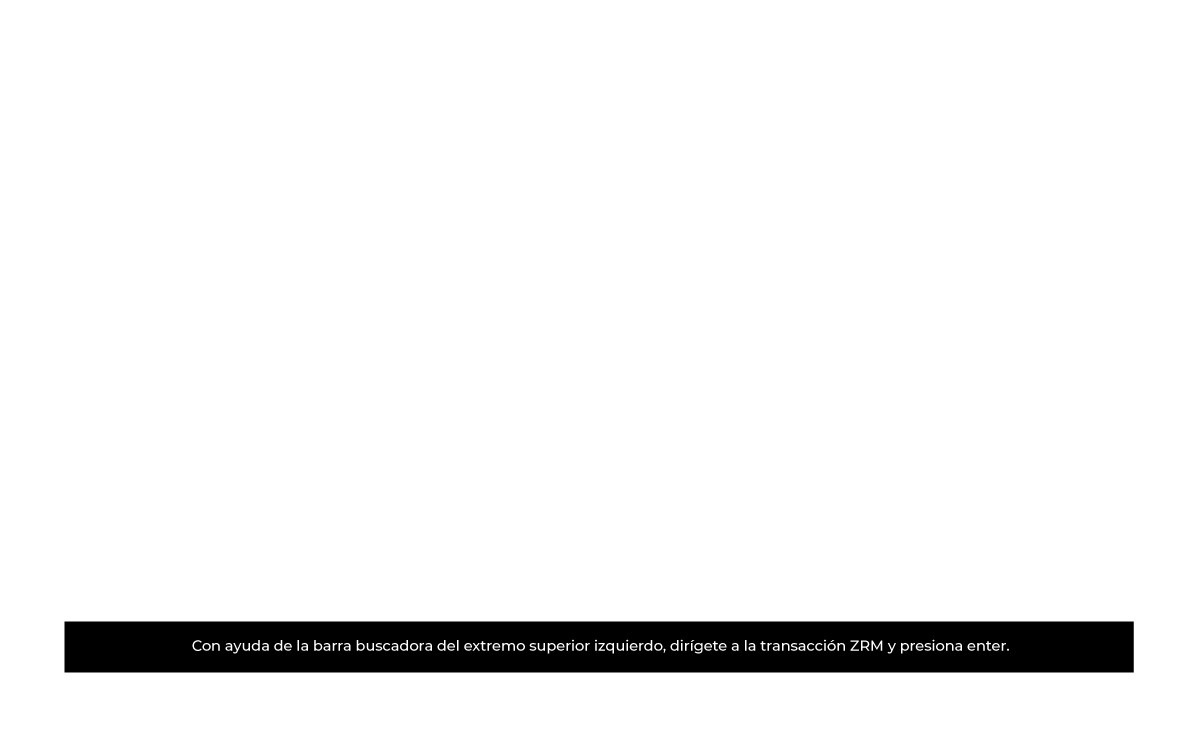 Con ayuda de la barra buscadora del extremo superior izquierdo, dirígete a la transacción ZRM y presiona enter.